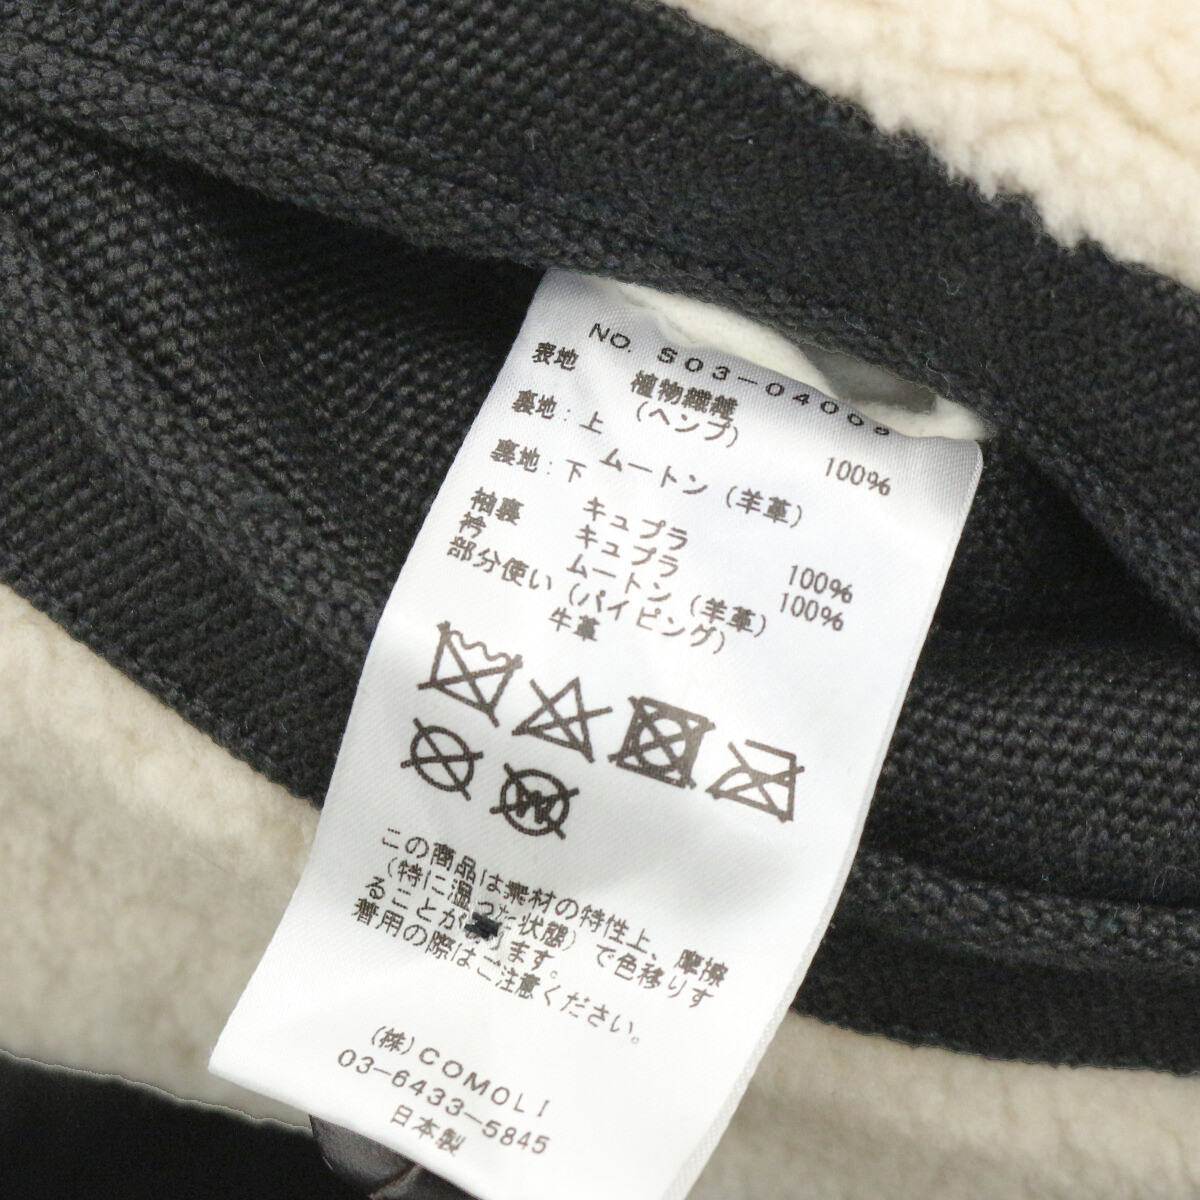 NO. S03-04009
表地 植物繊維
(ヘンプ) 100%
裏地:上 ムートン(羊革)
裏地:下 キュプラ 100%
袖裏 キュプラ 100%
衿 ムートン(羊革)
部分使い(パイピング)
牛革
この商品は素材の特性上、摩擦
(特に湿った状態)で色移りす
ることがあります。
着用の際はご注意ください。
(株)COMOLI
03-6433-5845
日本製